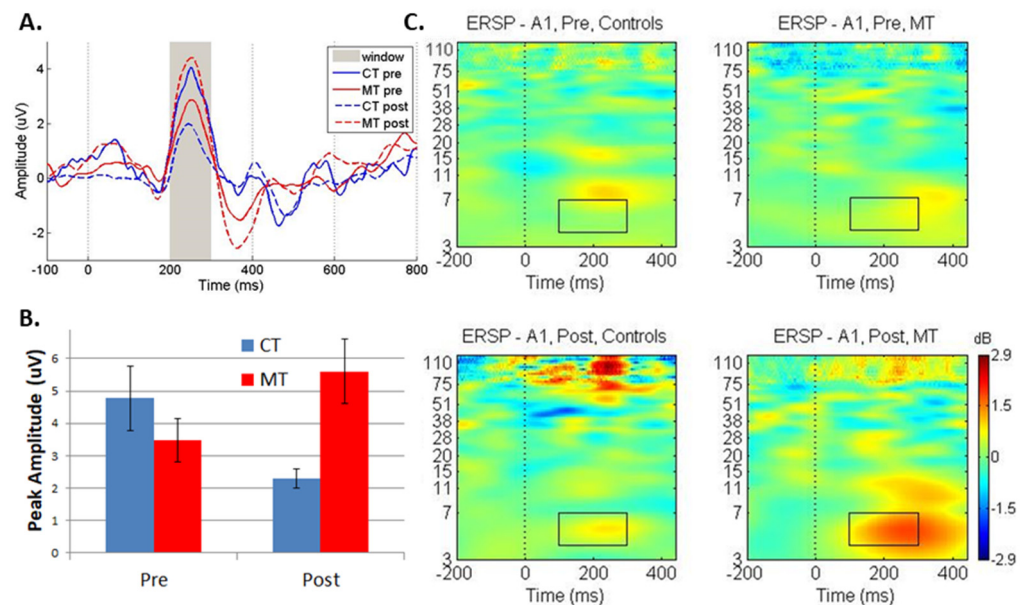 A.
Amplitude (uV)
4
2
0
-2
-100 0 200 400 600 800
Time (ms)
window
CT pre
MT pre
CT post
MT post
B.
Peak Amplitude (uV)
6
5
4
3
2
1
0
CT
MT
Pre Post
C.
ERSP - A1, Pre, Controls
110
75
51
38
28
20
15
11
7
3
-200 0 200 400
Time (ms)
ERSP - A1, Pre, MT
110
75
51
38
28
20
15
11
7
3
-200 0 200 400
Time (ms)
ERSP - A1, Post, Controls
110
75
51
38
28
20
15
11
7
3
-200 0 200 400
Time (ms)
ERSP - A1, Post, MT
110
75
51
38
28
20
15
11
7
3
-200 0 200 400
Time (ms)
dB
2.9
1.5
0
-1.5
-2.9